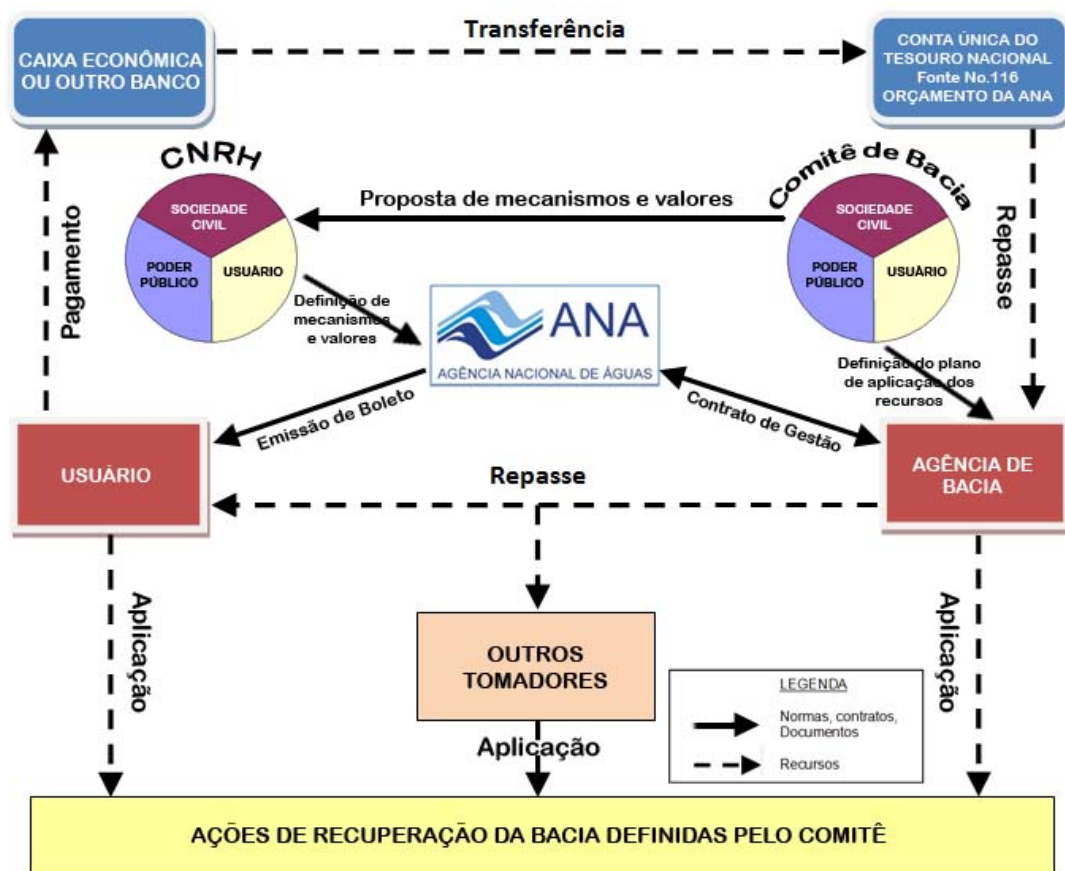 Transferência
CAIXA ECONÔMICA
OU OUTRO BANCO
CONTA ÚNICA DO
TESOURO NACIONAL
Fonte No.116
ORÇAMENTO DA ANA
CNRH
SOCIEDADE
CIVIL
PODER
PÚBLICO
USUÁRIO
Proposta de mecanismos e valores
Comitê de Bacia
SOCIEDADE
CIVIL
PODER
PÚBLICO
USUÁRIO
Repasse
Pagamento
Definição de
mecanismos
e valores
ANA
AGÊNCIA NACIONAL DE ÁGUAS
Definição do plano
de aplicação dos
recursos
Emissão de Boleto
Contrato de Gestão
USUÁRIO
Repasse
AGÊNCIA DE
BACIA
Aplicação
OUTROS
TOMADORES
Aplicação
Aplicação
LEGENDA
Normas, contratos,
Documentos
Recursos
AÇÕES DE RECUPERAÇÃO DA BACIA DEFINIDAS PELO COMITÊ